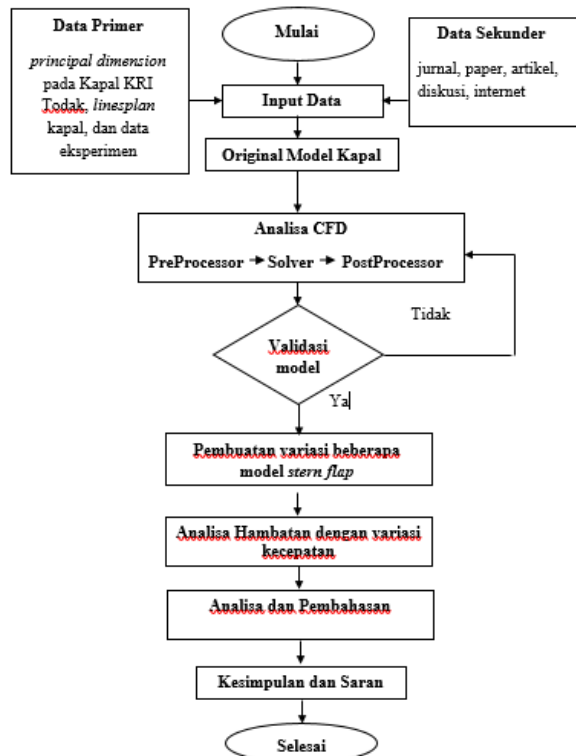 Data Primer
principal dimension
pada Kapal KRI
Todak, linesplan
kapal, dan data
eksperimen
Mulai
Data Sekunder
jurnal, paper, artikel,
diskusi, internet
Input Data
Original Model Kapal
Analisa CFD
PreProcessor Solver PostProcessor
Tidak
Validasi
model
Ya
Pembuatan variasi beberapa
model stern flap
Analisa Hambatan dengan variasi
kecepatan
Analisa dan Pembahasan
Kesimpulan dan Saran
Selesai